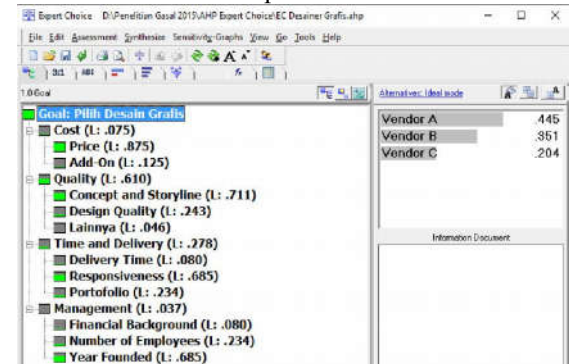 Expert Choice D:\Penelitian Gasal 2015\AHP Expert Choice\EC Desainer Grafis.ahp
File Edit Assessment Synthesize Sensitivity-Graphs View Go Tools Help
1.0 Goal
Alternatives: Ideal mode
Goal: Pilih Desain Grafis
Cost (L: .075)
Price (L: .875)
Add-On (L: .125)
Quality (L: .610)
Concept and Storyline (L: .711)
Design Quality (L: .243)
Lainnya (L: .046)
Time and Delivery (L: .278)
Delivery Time (L: .080)
Responsiveness (L: .685)
Portofolio (L: .234)
Management (L: .037)
Financial Background (L: .080)
Number of Employees (L: .234)
Year Founded (L: .685)
Vendor A .445
Vendor B .351
Vendor C .204
Information Document